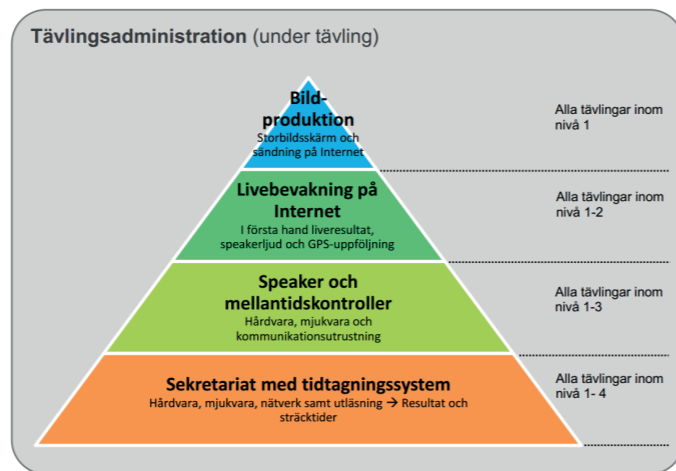 Tävlingsadministration (under tävling)
Bild-
produktion
Storbildsskärm och
sändning på Internet
Alla tävlingar inom
nivå 1
Livebevakning på
Internet
I första hand liveresultat,
speakerljud och GPS-uppföljning
Alla tävlingar inom
nivå 1-2
Speaker och
mellantidskontroller
Hårdvara, mjukvara och
kommunikationsutrustning
Alla tävlingar inom
nivå 1-3
Sekretariat med tidtagningssystem
Hårdvara, mjukvara, nätverk samt utläsning → Resultat och
sträcktider
Alla tävlingar inom
nivå 1- 4